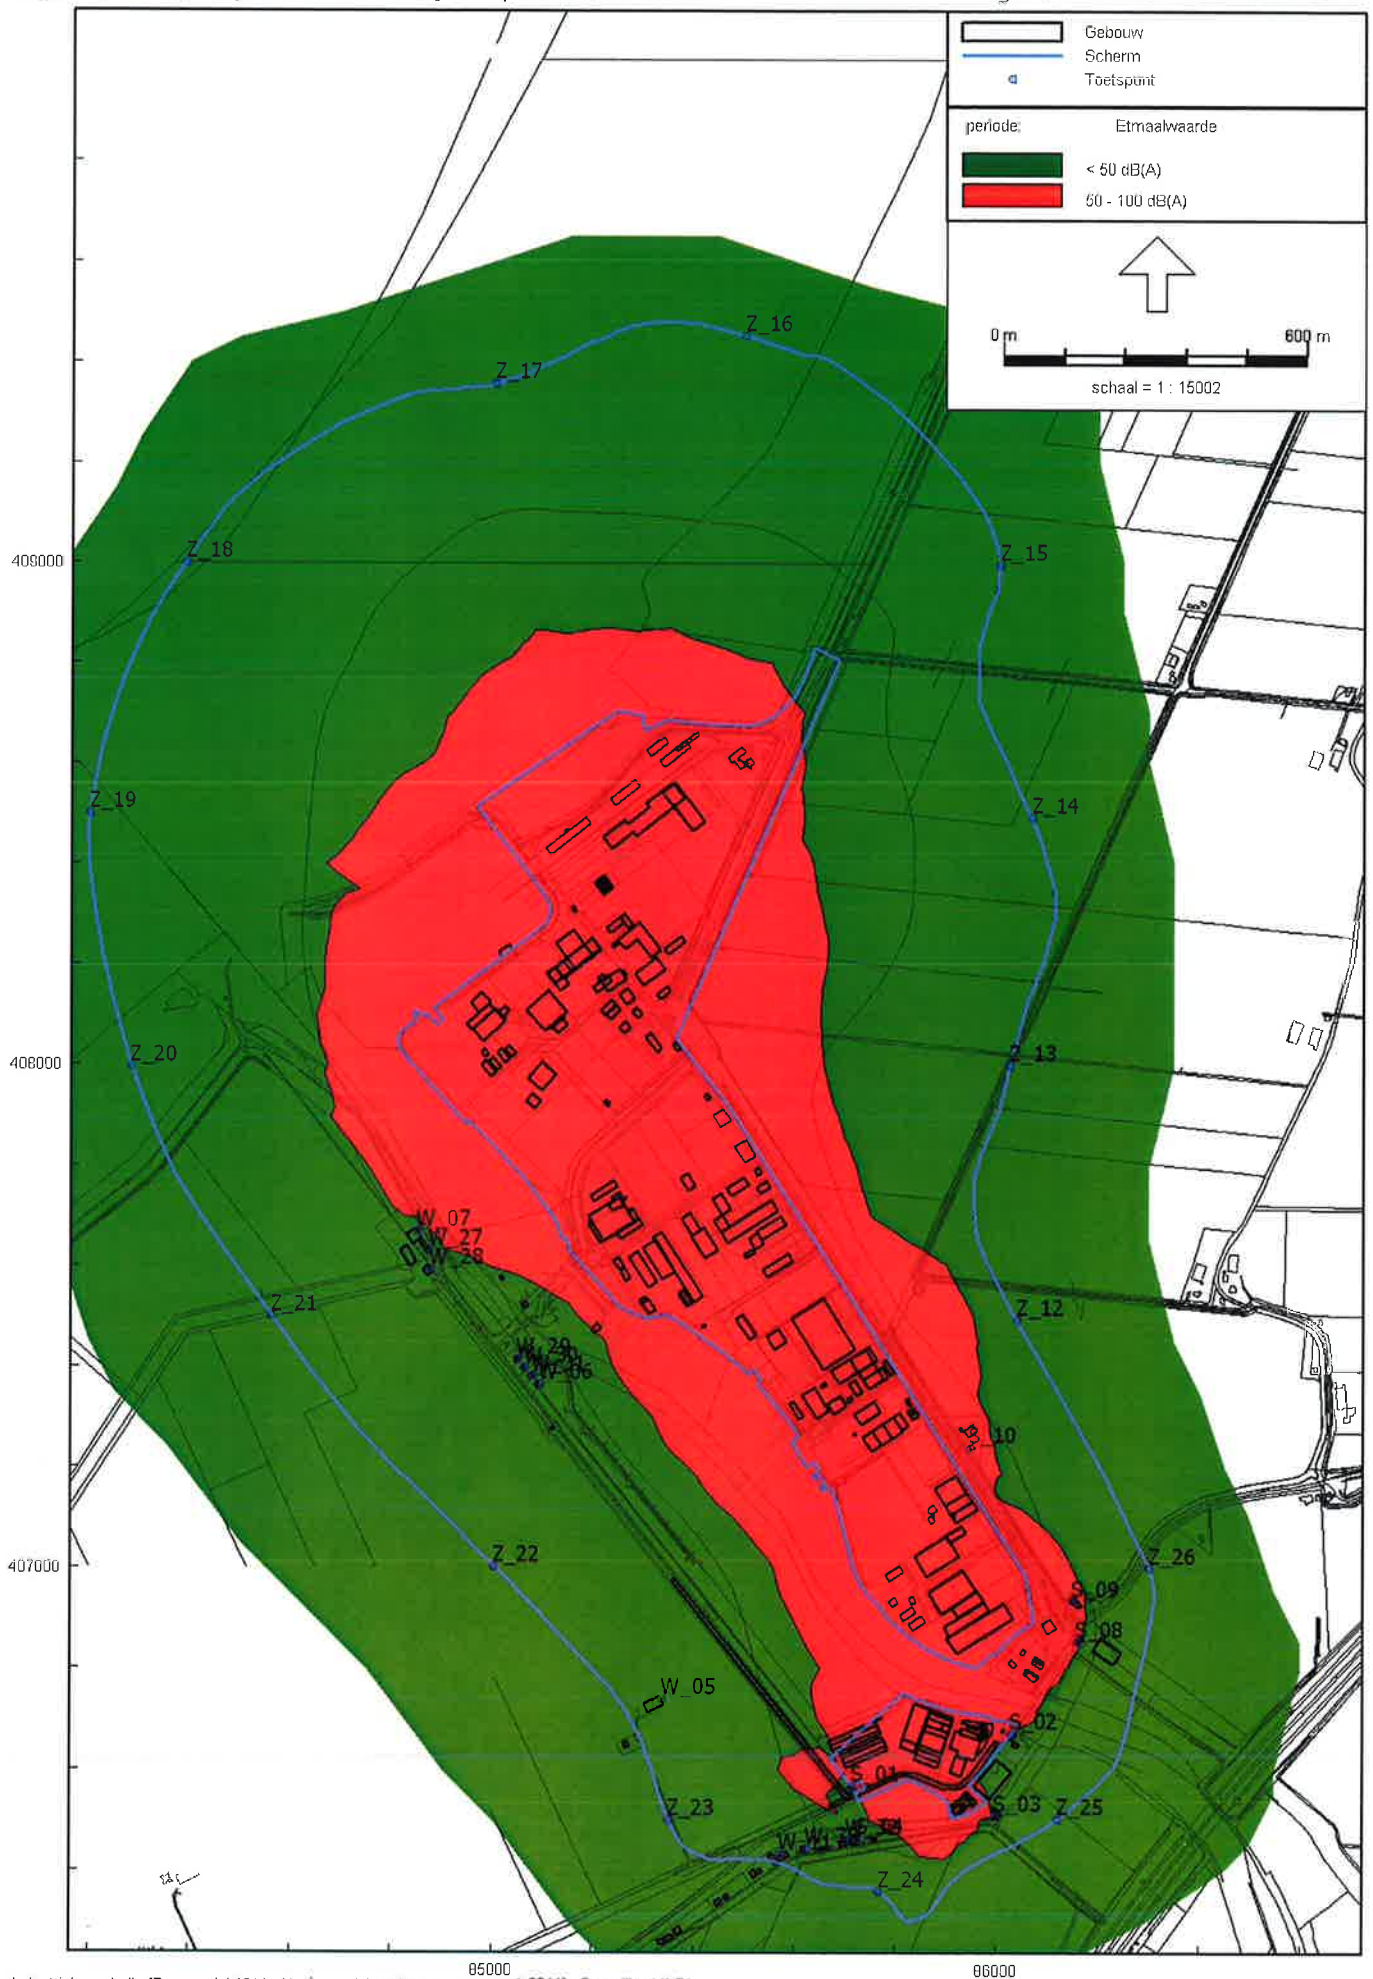 Gebouw
Scherm
Toetspunt
periode:
Etmaalwaarde
< 50 dB(A)
50 - 100 dB(A)
0 m
600 m
schaal = 1 : 15002
Z_16
Z_17
Z_18
Z_15
409000
Z_19
Z_14
Z_20
Z_13
408000
W_07
W_27
W_28
Z_21
Z_12
W_29
W_06
_10
Z_22
Z_26
407000
S_09
S_08
W_05
S_02
S_01
Z_23
S_03
Z_25
Z_24
85000
86000